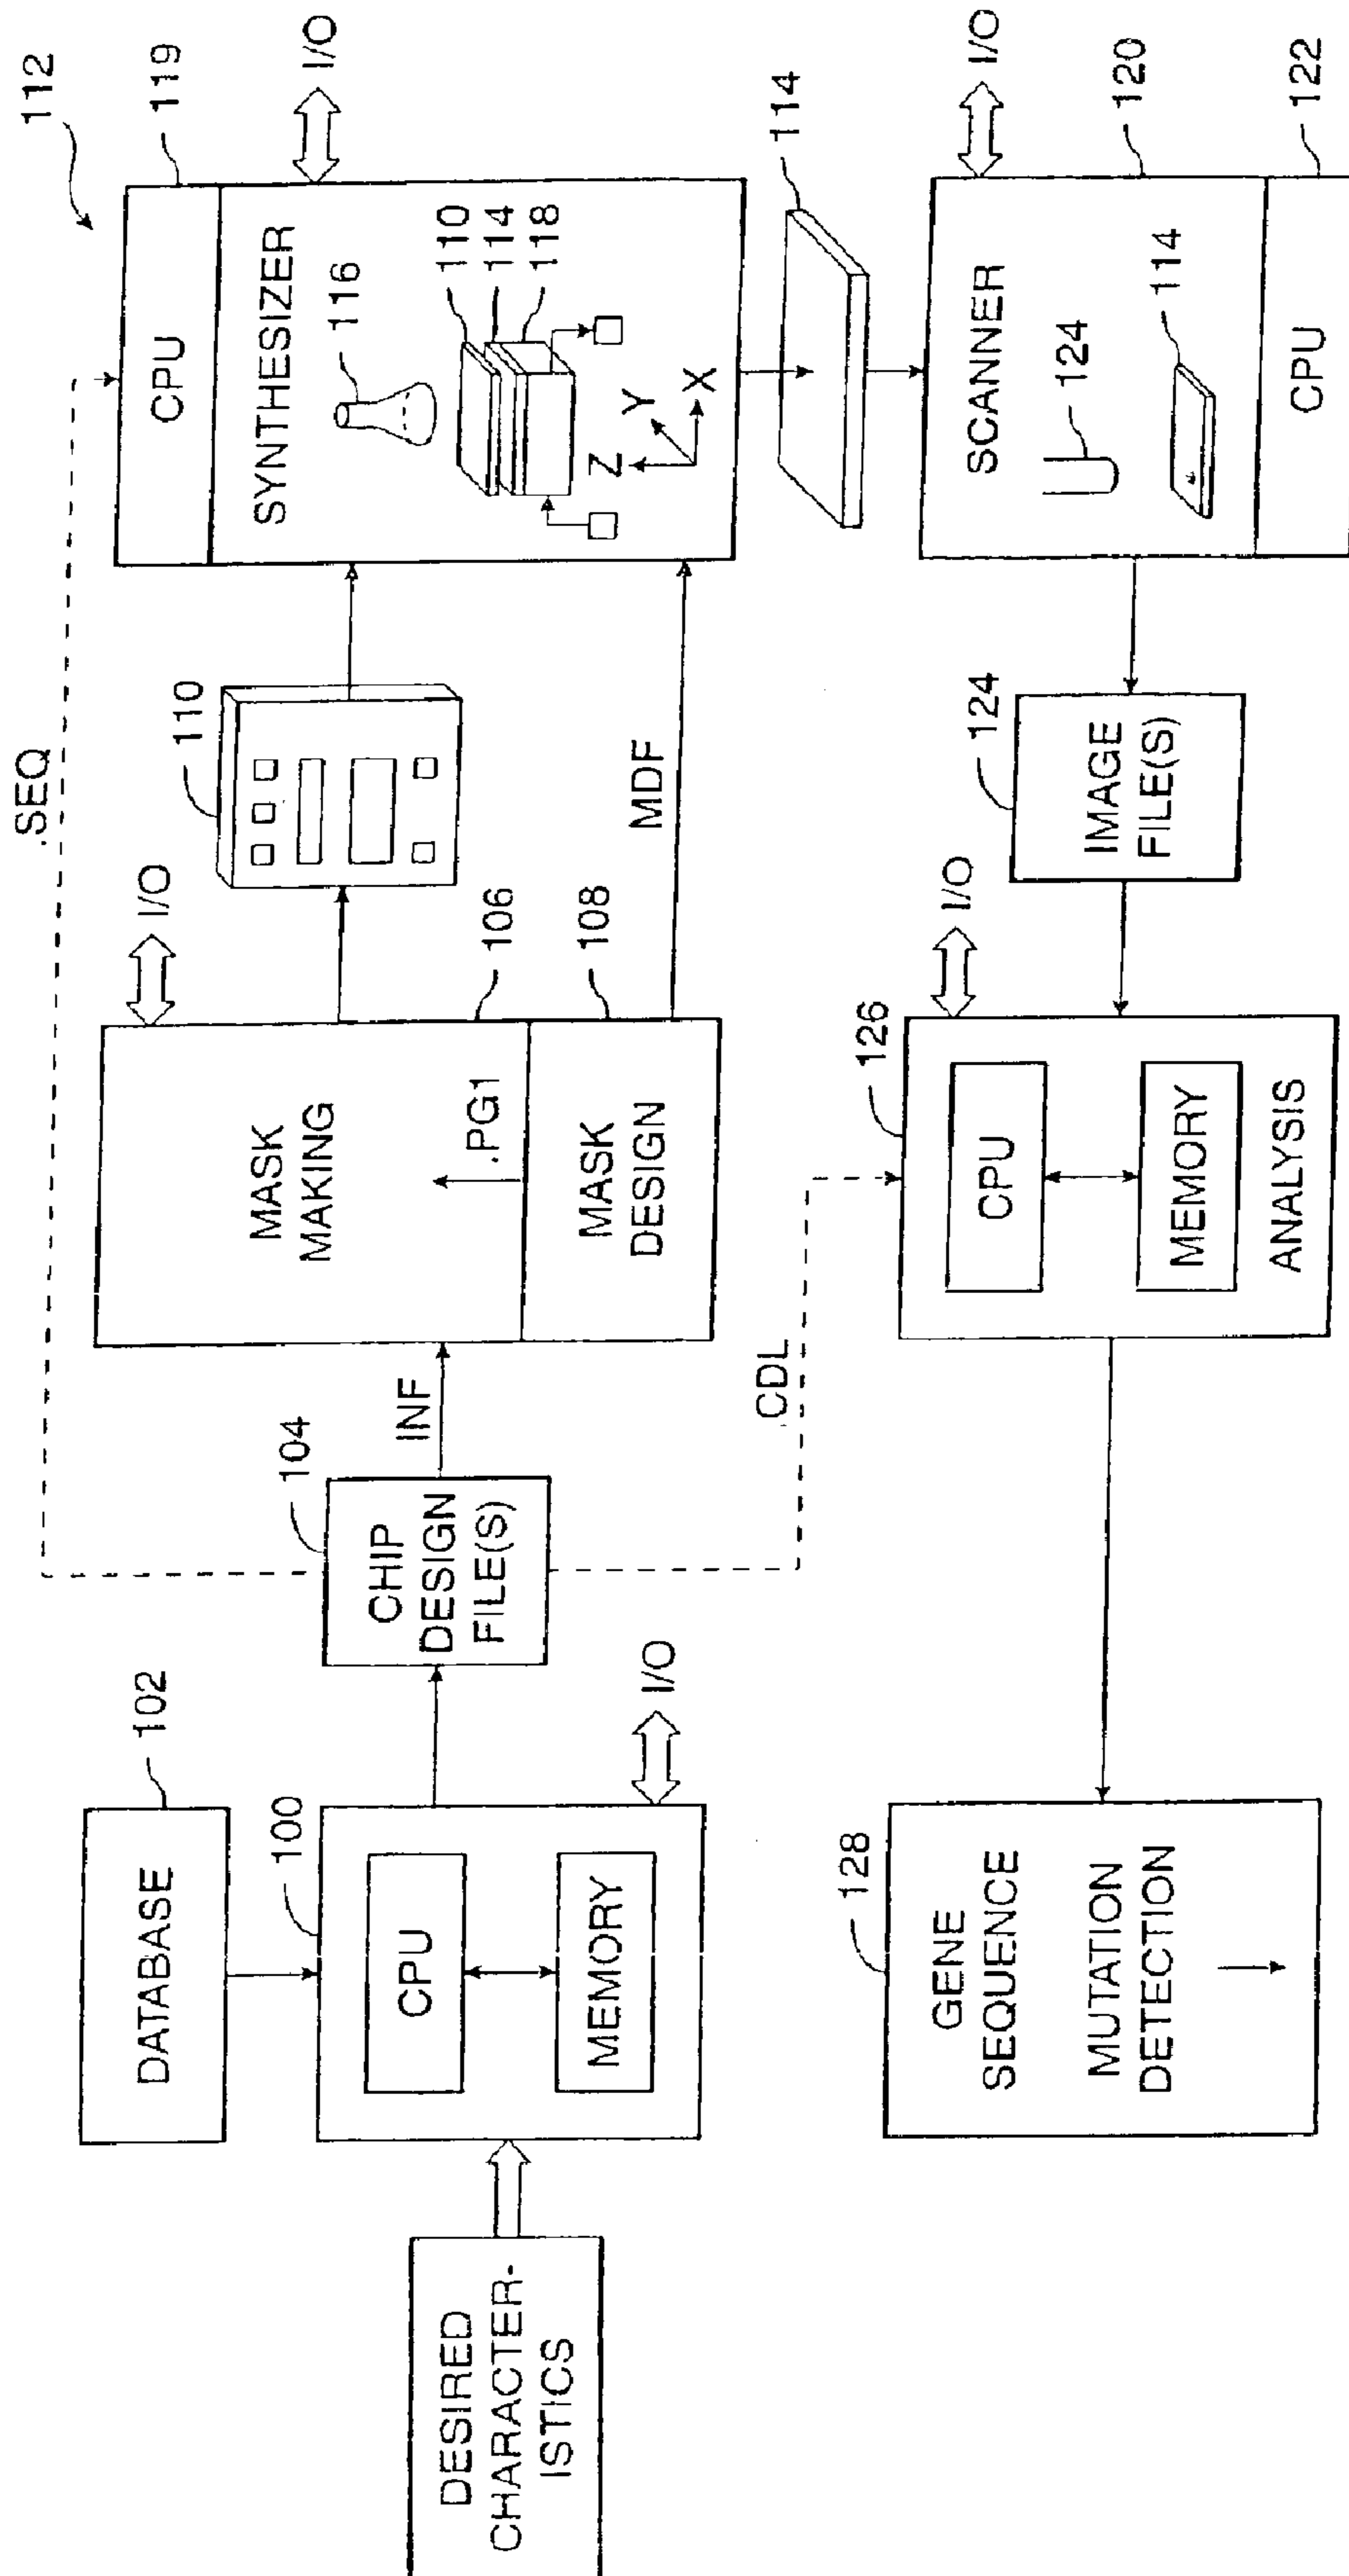 112
.SEQ
119
CPU
I/O
SYNTHESIZER
116
110
114
118
Z
Y
X
110
I/O
MASK
MAKING
106
.PG1
MASK
DESIGN
108
MDF
104
CHIP
DESIGN
FILE(S)
INF
102
DATABASE
100
CPU
MEMORY
I/O
DESIRED
CHARACTER-
ISTICS
114
I/O
SCANNER
120
124
114
CPU
122
124
IMAGE
FILE(S)
I/O
126
CPU
MEMORY
ANALYSIS
.CDL
128
GENE
SEQUENCE
MUTATION
DETECTION